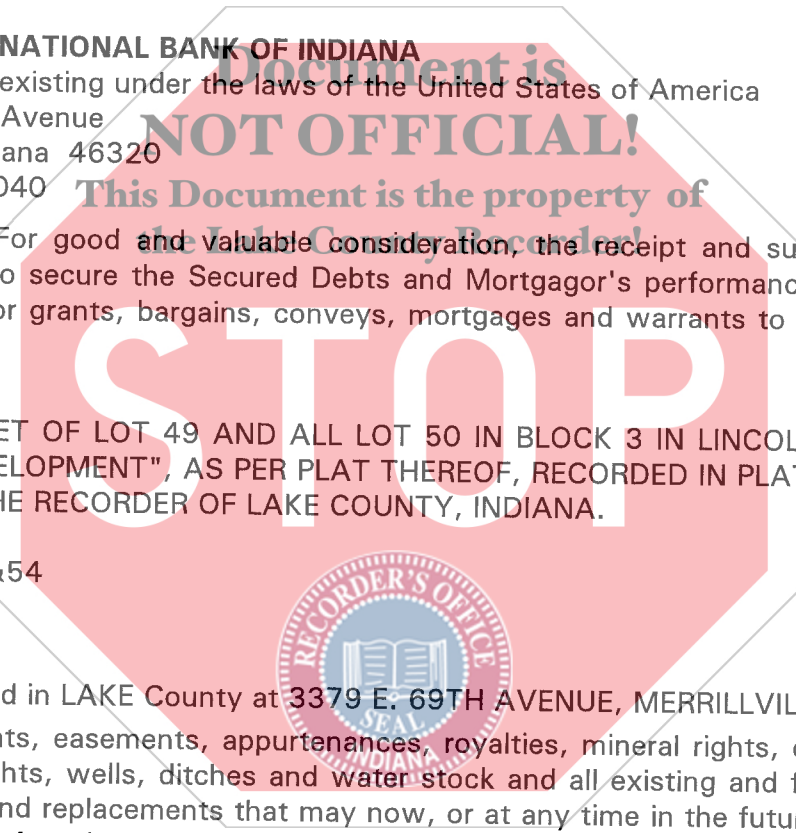 NATIONAL BANK OF INDIANA
Document is
existing under the laws of the United States of America
Avenue
NOT OFFICIAL!
ana 46320
040
This Document is the property of
the Lake County Recorder!
For good and valuable consideration, the receipt and su
o secure the Secured Debts and Mortgagor's performanc
or grants, bargains, conveys, mortgages and warrants to
STOP
ET OF LOT 49 AND ALL LOT 50 IN BLOCK 3 IN LINCOL
ELOPMENT", AS PER PLAT THEREOF, RECORDED IN PLAT
HE RECORDER OF LAKE COUNTY, INDIANA.
&54
RECORDER'S OFFICE
SEAL
INDIANA
d in LAKE County at 3379 E. 69TH AVENUE, MERRILLVIL
nts, easements, appurtenances, royalties, mineral rights,
hts, wells, ditches and water stock and all existing and f
nd replacements that may now, or at any time in the futu